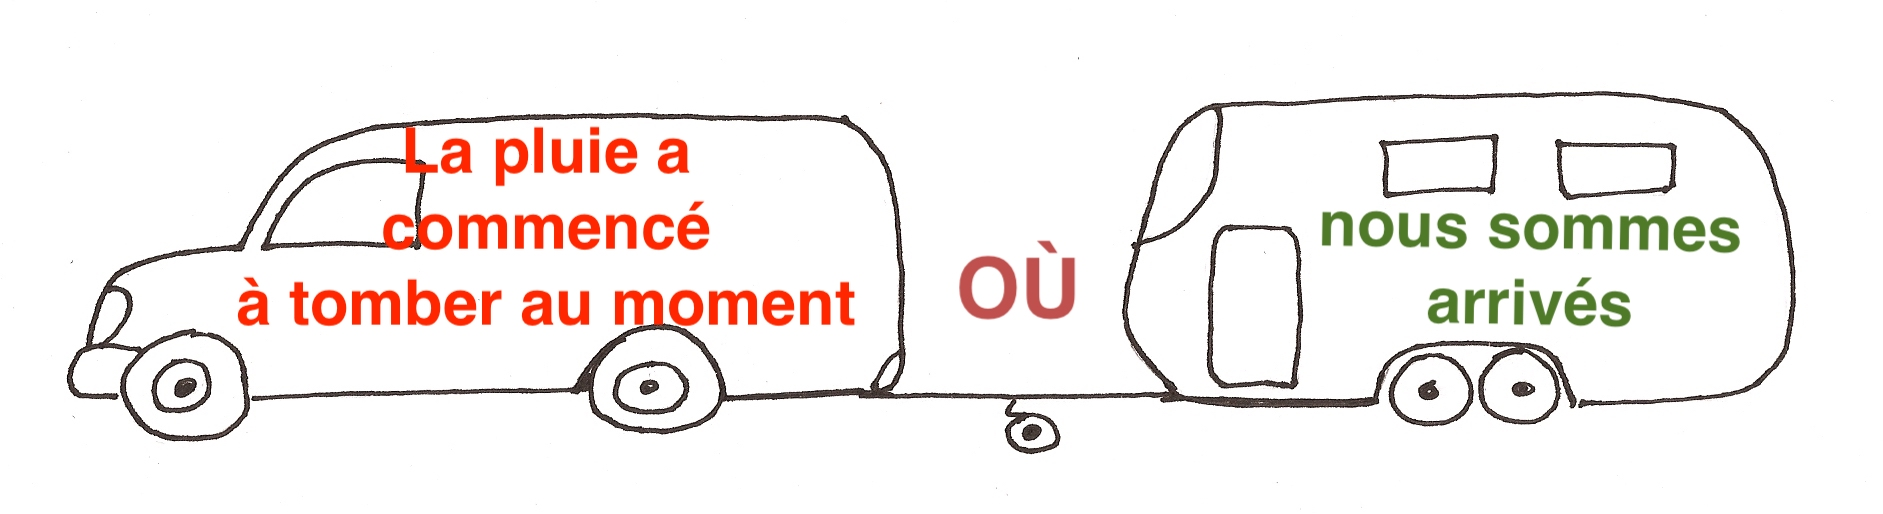 La pluie a
commencé
à tomber au moment
OÙ
nous sommes
arrivés